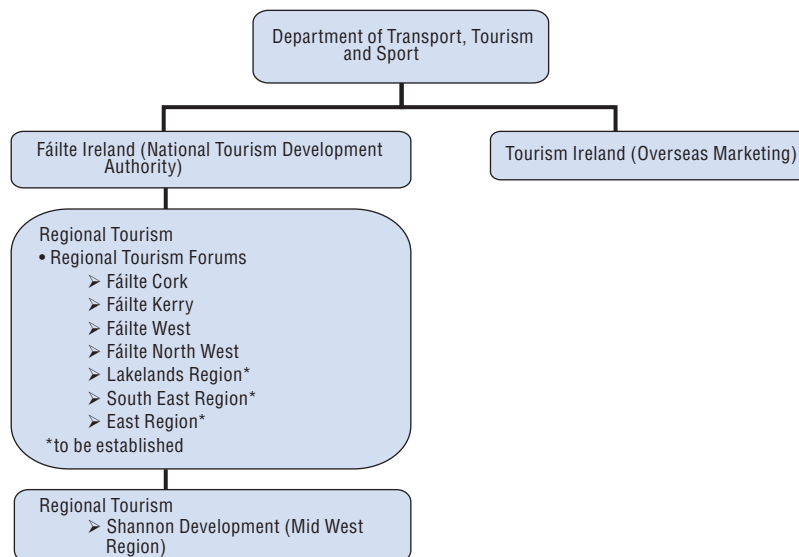 Department of Transport, Tourism
and Sport
Fáilte Ireland (National Tourism Development
Authority)
Tourism Ireland (Overseas Marketing)
Regional Tourism
• Regional Tourism Forums
➢ Fáilte Cork
➢ Fáilte Kerry
➢ Fáilte West
➢ Fáilte North West
➢ Lakelands Region*
➢ South East Region*
➢ East Region*
*to be established
Regional Tourism
➢ Shannon Development (Mid West
Region)